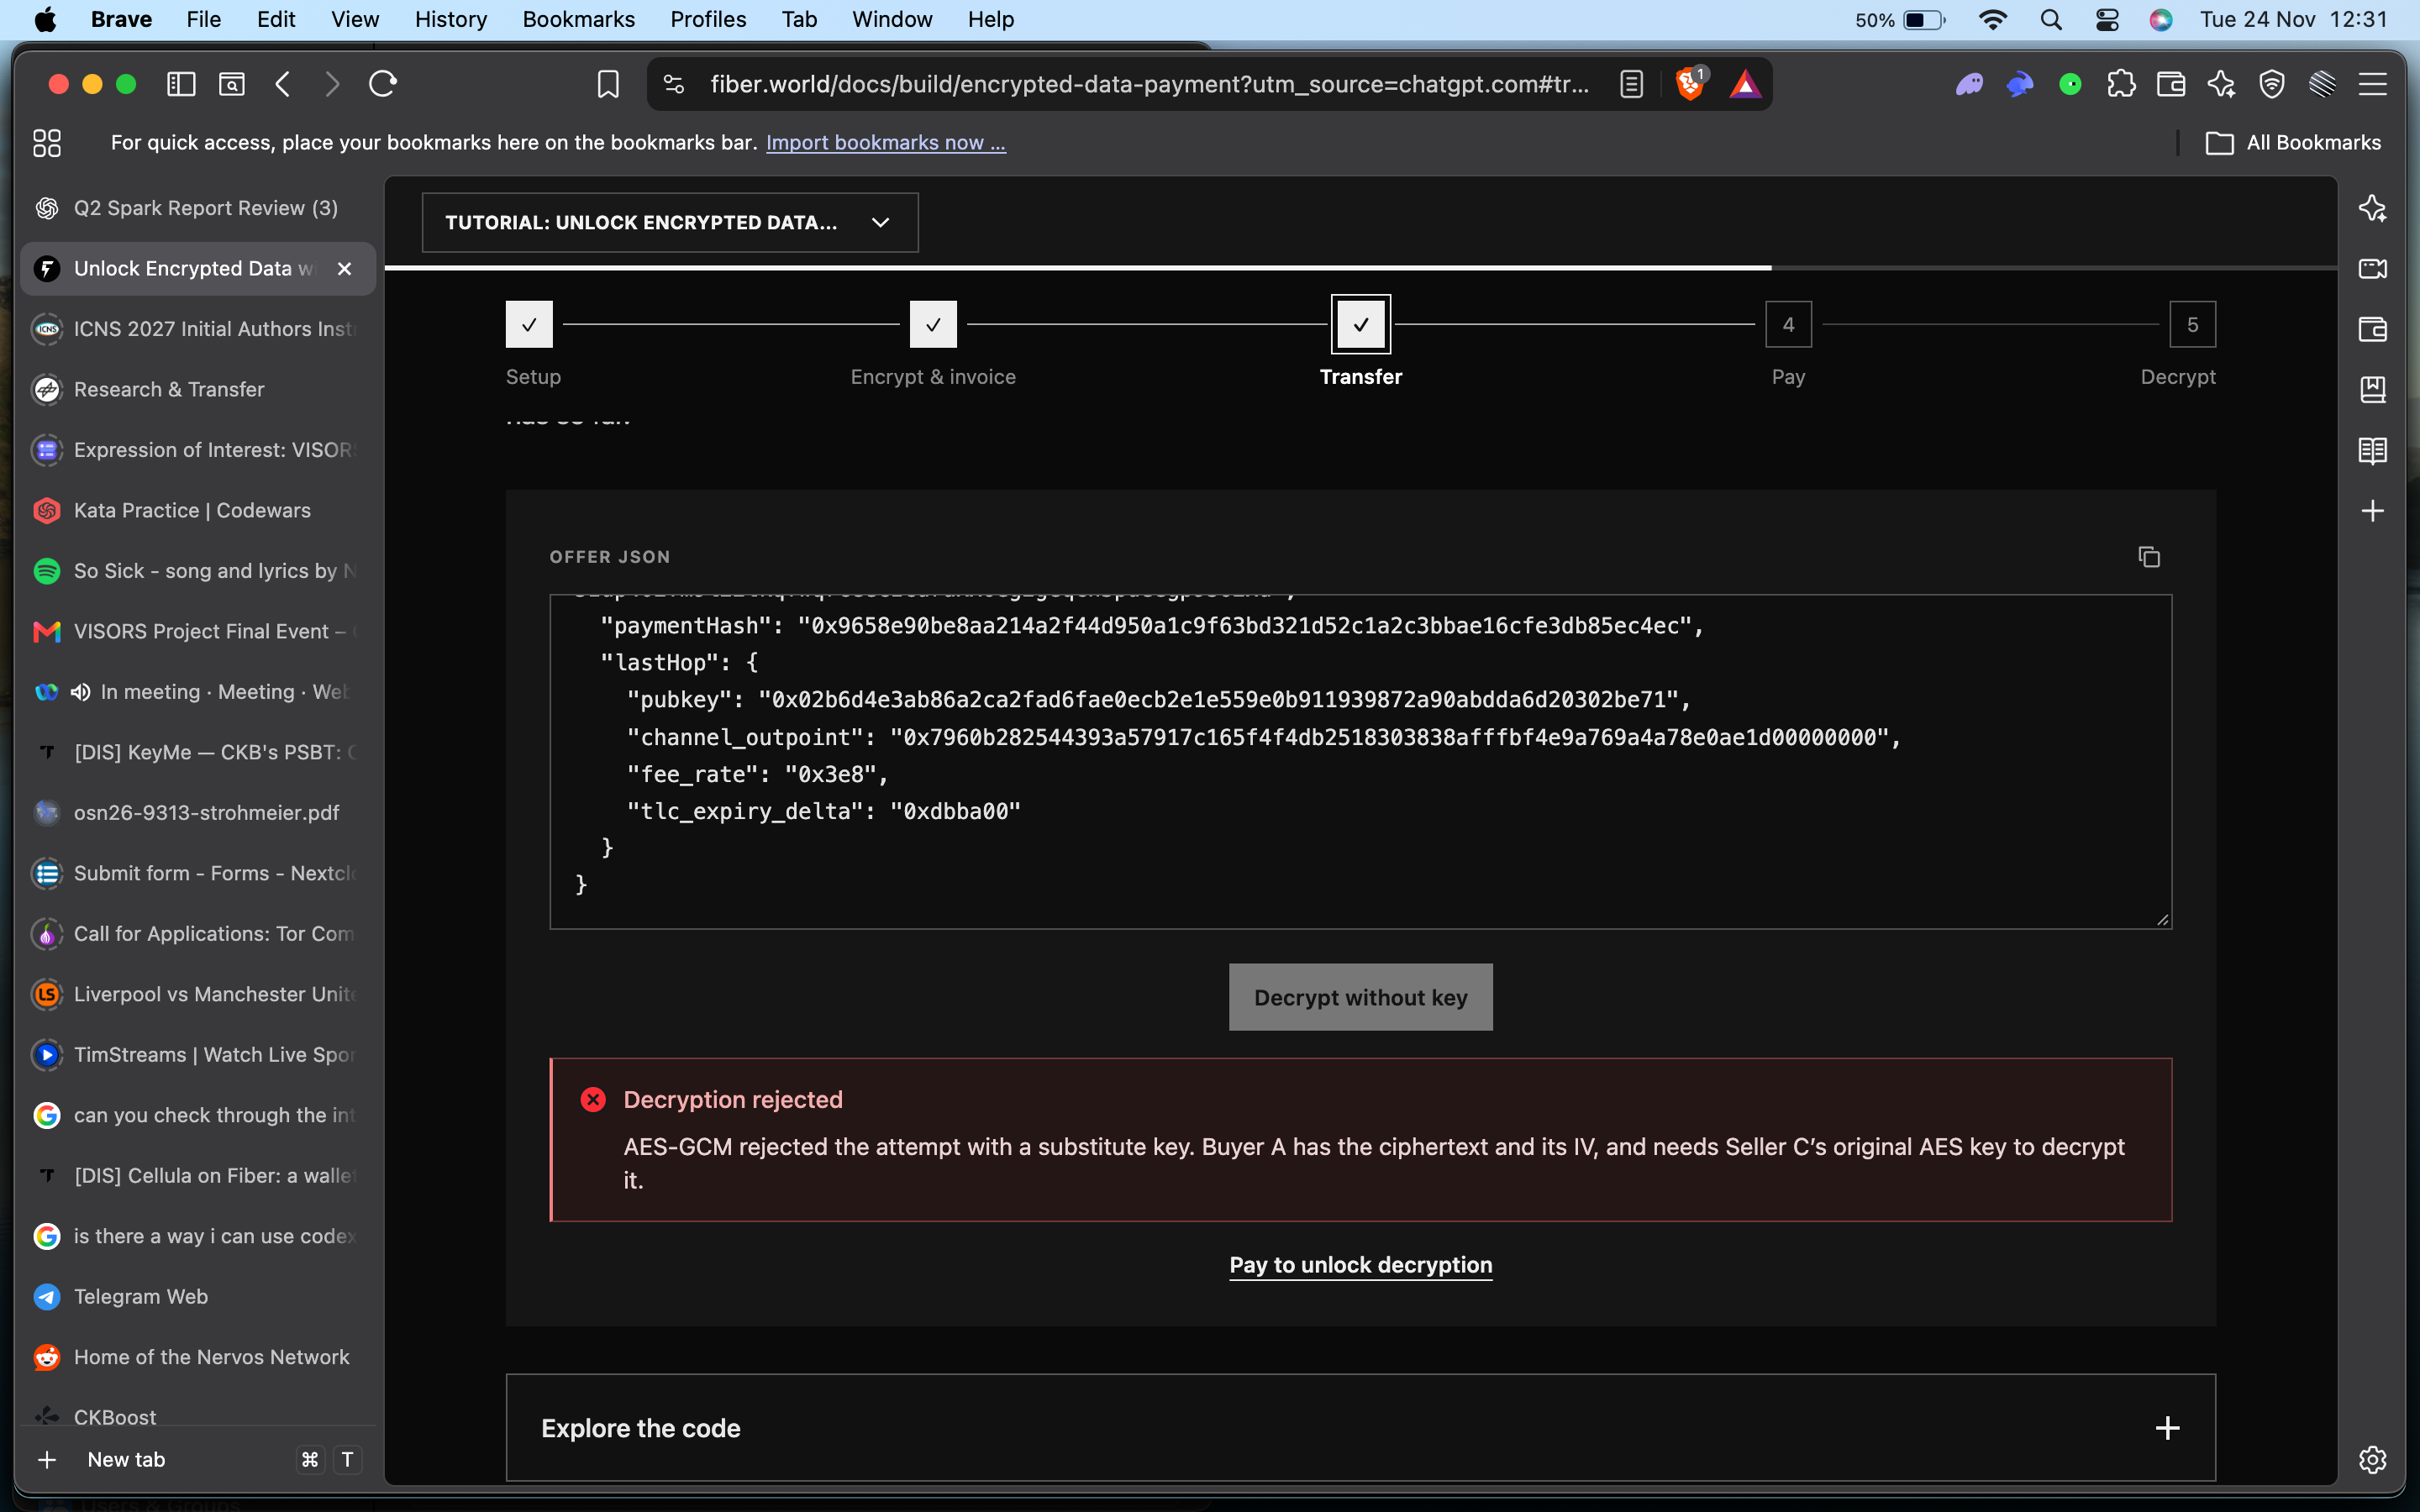 Brave File Edit View History Bookmarks Profiles Tab Window Help 50% Tue 24 Nov 12:31
fiber.world/docs/build/encrypted-data-payment?utm_source=chatgpt.com#tr... 1
For quick access, place your bookmarks here on the bookmarks bar. Import bookmarks now ... All Bookmarks
Q2 Spark Report Review (3)
Unlock Encrypted Data w
ICNS 2027 Initial Authors Inst
Research & Transfer
Expression of Interest: VISORS
Kata Practice | Codewars
So Sick - song and lyrics by N
VISORS Project Final Event –
In meeting · Meeting · Web
[DIS] KeyMe — CKB's PSBT:
osn26-9313-strohmeier.pdf
Submit form - Forms - Nextclo
Call for Applications: Tor Com
Liverpool vs Manchester Unite
TimStreams | Watch Live Spor
can you check through the int
[DIS] Cellula on Fiber: a wallet
is there a way i can use codex
Telegram Web
Home of the Nervos Network
CKBoost
New tab ⌘ T
TUTORIAL: UNLOCK ENCRYPTED DATA...
4 5
Setup Encrypt & invoice Transfer Pay Decrypt
OFFER JSON
"paymentHash": "0x9658e90be8aa214a2f44d950a1c9f63bd321d52c1a2c3bbae16cfe3db85ec4ec",
"lastHop": {
"pubkey": "0x02b6d4e3ab86a2ca2fad6fae0ecb2e1e559e0b911939872a90abdda6d20302be71",
"channel_outpoint": "0x7960b282544393a57917c165f4f4db2518303838afffbf4e9a769a4a78e0ae1d00000000",
"fee_rate": "0x3e8",
"tlc_expiry_delta": "0xdbba00"
}
}
Decrypt without key
Decryption rejected
AES-GCM rejected the attempt with a substitute key. Buyer A has the ciphertext and its IV, and needs Seller C’s original AES key to decrypt
it.
Pay to unlock decryption
Explore the code
Users & Groups